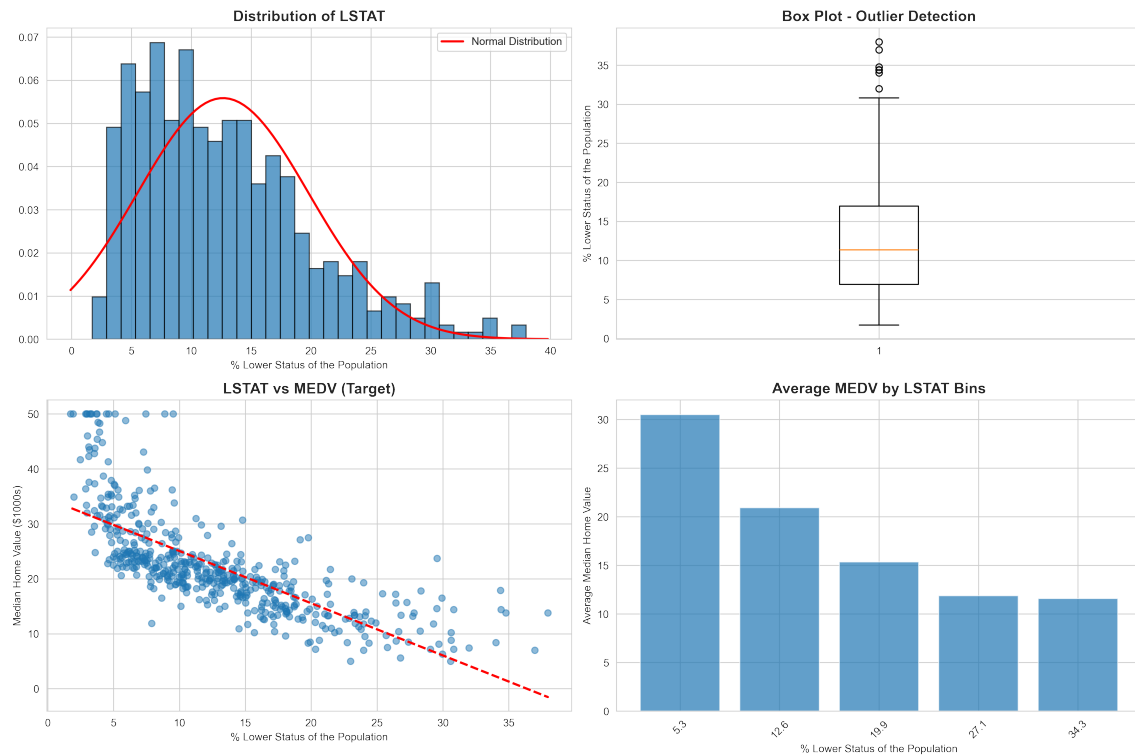 Distribution of LSTAT
Normal Distribution
0.07
0.06
0.05
0.04
0.03
0.02
0.01
0.00
0 5 10 15 20 25 30 35 40
% Lower Status of the Population
Box Plot - Outlier Detection
% Lower Status of the Population
35
30
25
20
15
10
5
0
1
LSTAT vs MEDV (Target)
Median Home Value ($1000s)
50
40
30
20
10
0
0 5 10 15 20 25 30 35
% Lower Status of the Population
Average MEDV by LSTAT Bins
Average Median Home Value
30
25
20
15
10
5
0
5.3 12.6 19.9 27.1 34.3
% Lower Status of the Population